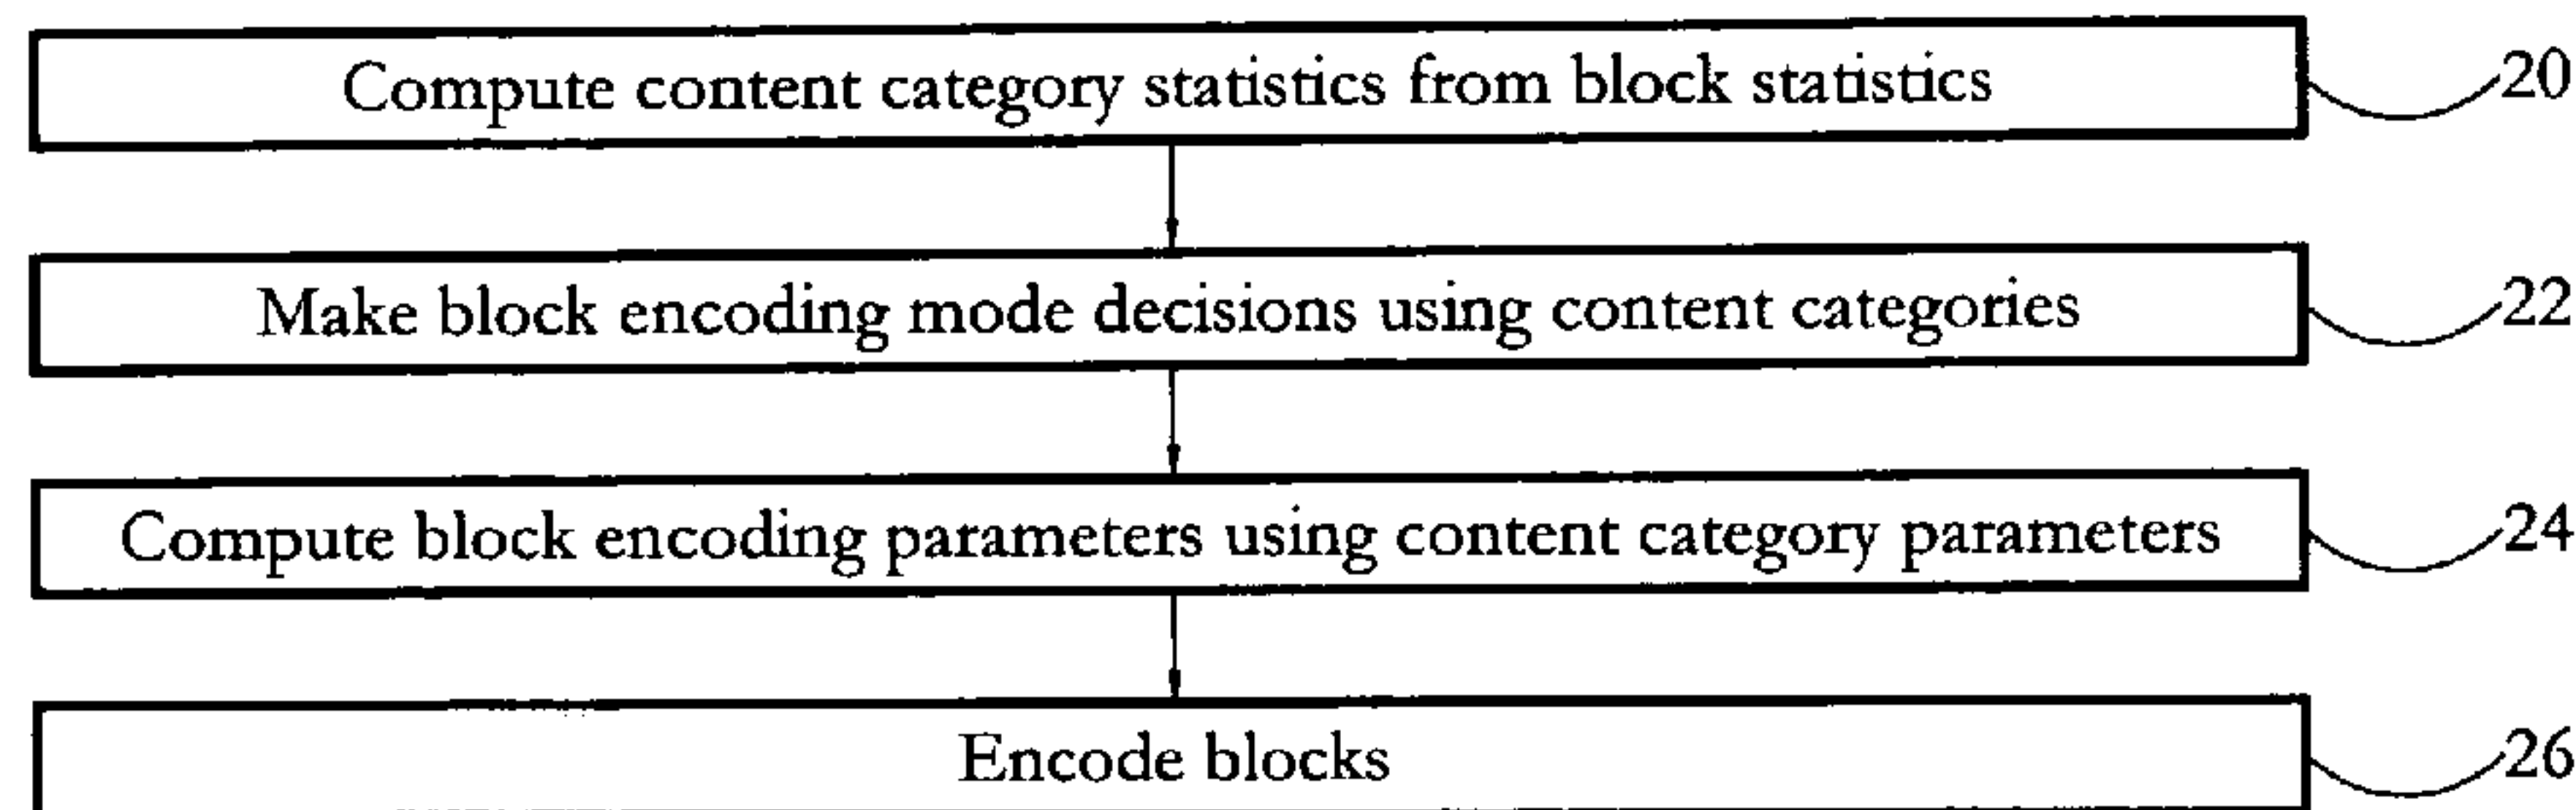 Compute content category statistics from block statistics 20
Make block encoding mode decisions using content categories 22
Compute block encoding parameters using content category parameters 24
Encode blocks 26